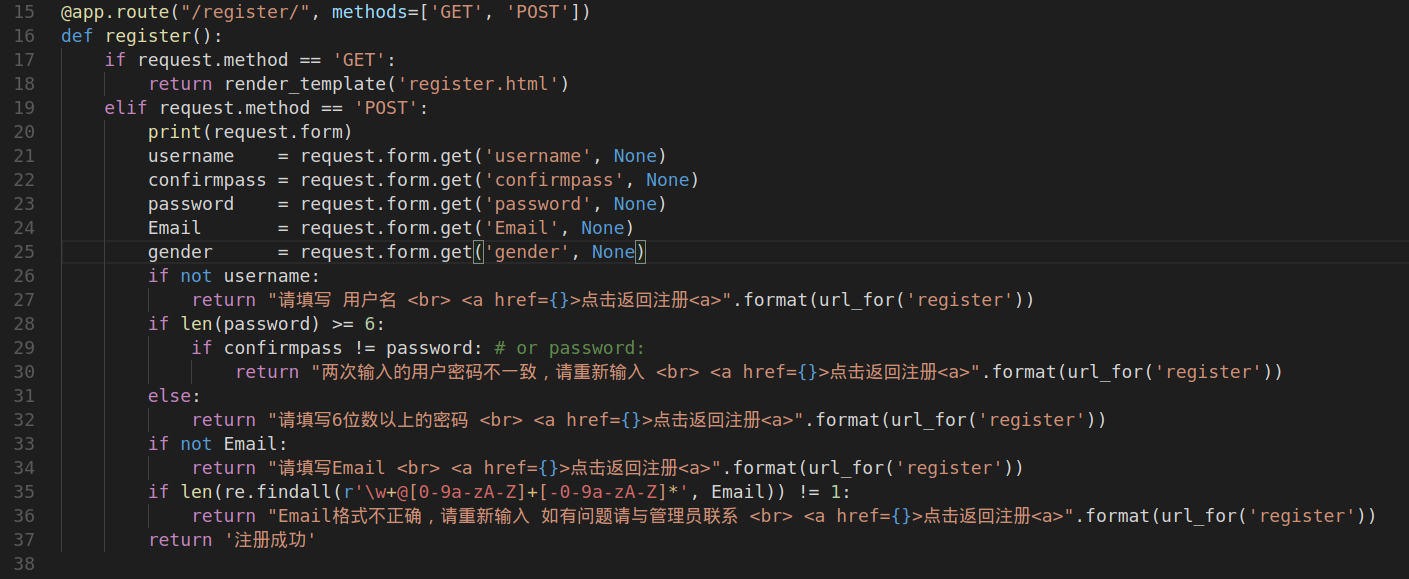 15 @app.route("/register/", methods=['GET', 'POST'])
16 def register():
17     if request.method == 'GET':
18         return render_template('register.html')
19     elif request.method == 'POST':
20         print(request.form)
21         username    = request.form.get('username', None)
22         confirmpass = request.form.get('confirmpass', None)
23         password    = request.form.get('password', None)
24         Email       = request.form.get('Email', None)
25         gender      = request.form.get('gender', None)
26         if not username:
27             return "请填写 用户名 <br> <a href={}>点击返回注册<a>".format(url_for('register'))
28         if len(password) >= 6:
29             if confirmpass != password: # or password:
30                 return "两次输入的用户密码不一致，请重新输入 <br> <a href={}>点击返回注册<a>".format(url_for('register'))
31         else:
32             return "请填写6位数以上的密码 <br> <a href={}>点击返回注册<a>".format(url_for('register'))
33         if not Email:
34             return "请填写Email <br> <a href={}>点击返回注册<a>".format(url_for('register'))
35         if len(re.findall(r'\w+@[0-9a-zA-Z]+[-0-9a-zA-Z]*', Email)) != 1:
36             return "Email格式不正确，请重新输入 如有问题请与管理员联系 <br> <a href={}>点击返回注册<a>".format(url_for('register'))
37         return '注册成功'
38